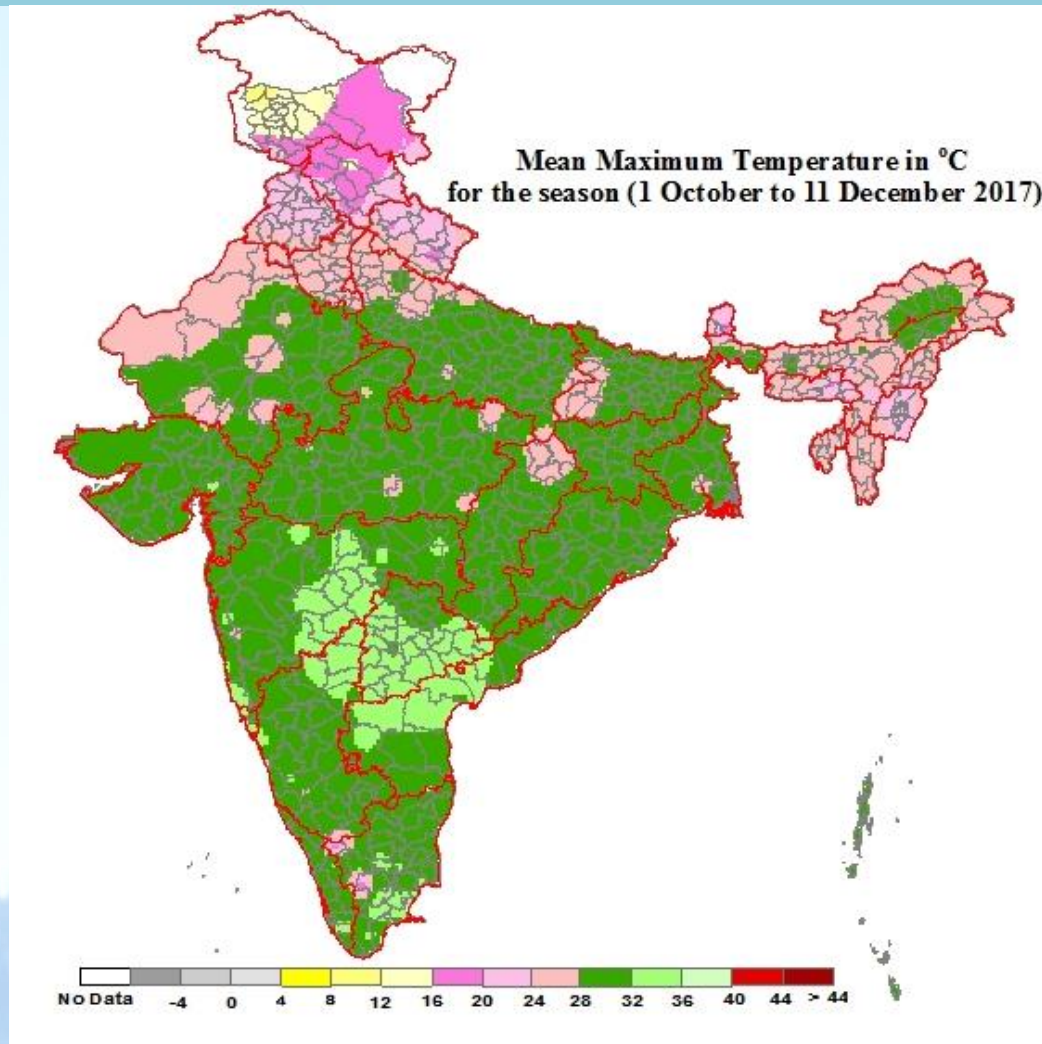 Mean Maximum Temperature in °C
for the season (1 October to 11 December 2017)
No Data -4 0 4 8 12 16 20 24 28 32 36 40 44 > 44